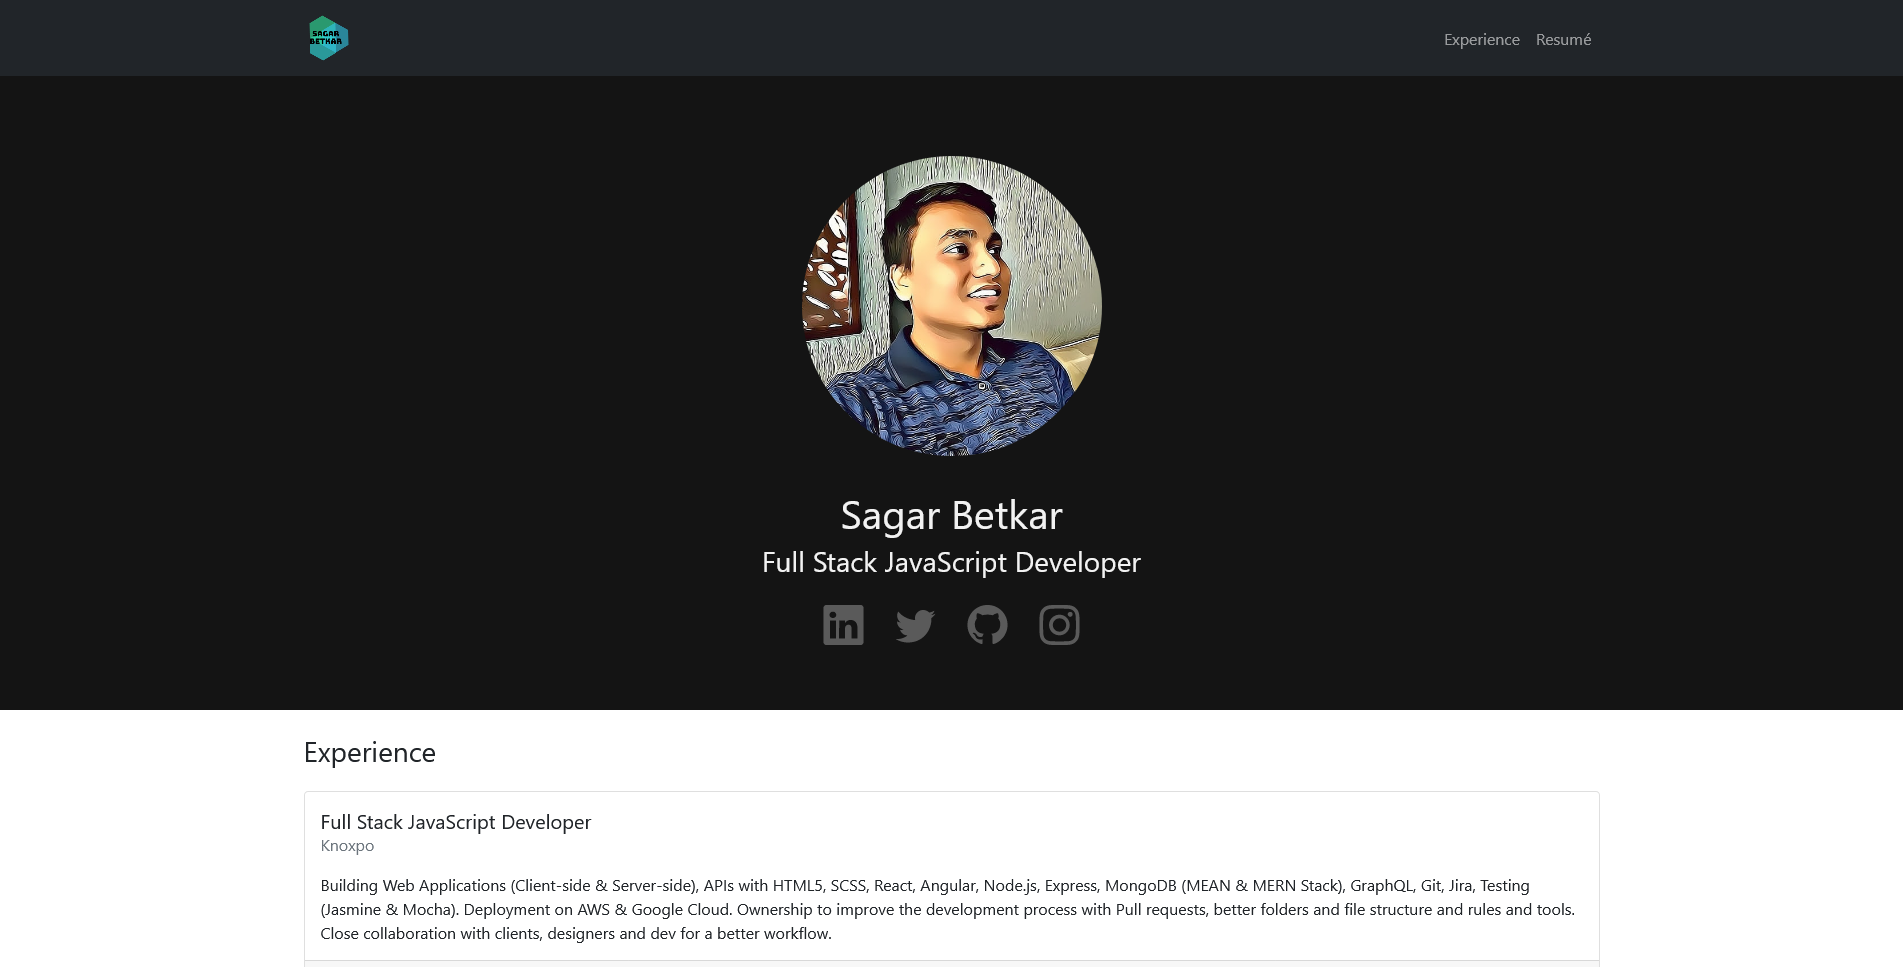 SAGAR
BETKAR
Experience Resumé
Sagar Betkar
Full Stack JavaScript Developer
in
Experience
Full Stack JavaScript Developer
Knoxpo
Building Web Applications (Client-side & Server-side), APIs with HTML5, SCSS, React, Angular, Node.js, Express, MongoDB (MEAN & MERN Stack), GraphQL, Git, Jira, Testing
(Jasmine & Mocha). Deployment on AWS & Google Cloud. Ownership to improve the development process with Pull requests, better folders and file structure and rules and tools.
Close collaboration with clients, designers and dev for a better workflow.